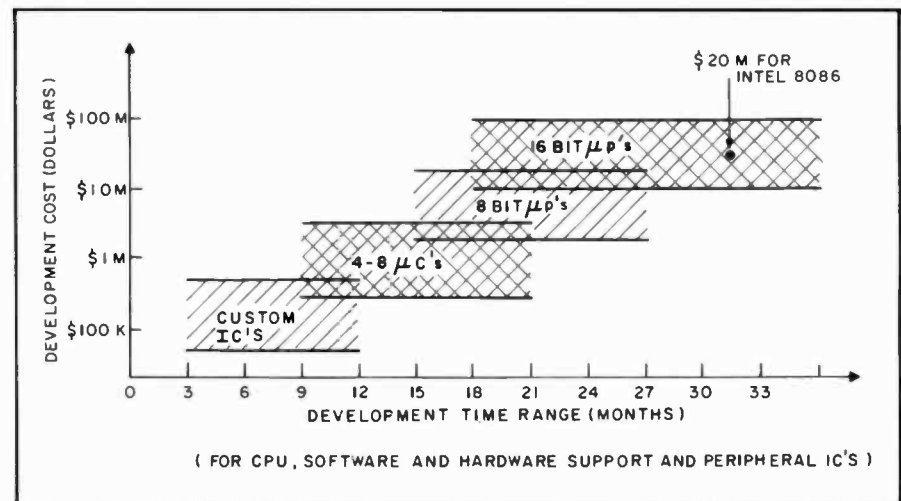 $20 M FOR
INTEL 8086
DEVELOPMENT COST (DOLLARS)
$100 M
$10 M
$1 M
$100 K
16 BIT μp's
8 BIT μp's
4-8 μC's
CUSTOM
IC'S
0 3 6 9 12 15 18 21 24 27 30 33
DEVELOPMENT TIME RANGE (MONTHS)
( FOR CPU, SOFTWARE AND HARDWARE SUPPORT AND PERIPHERAL IC'S )